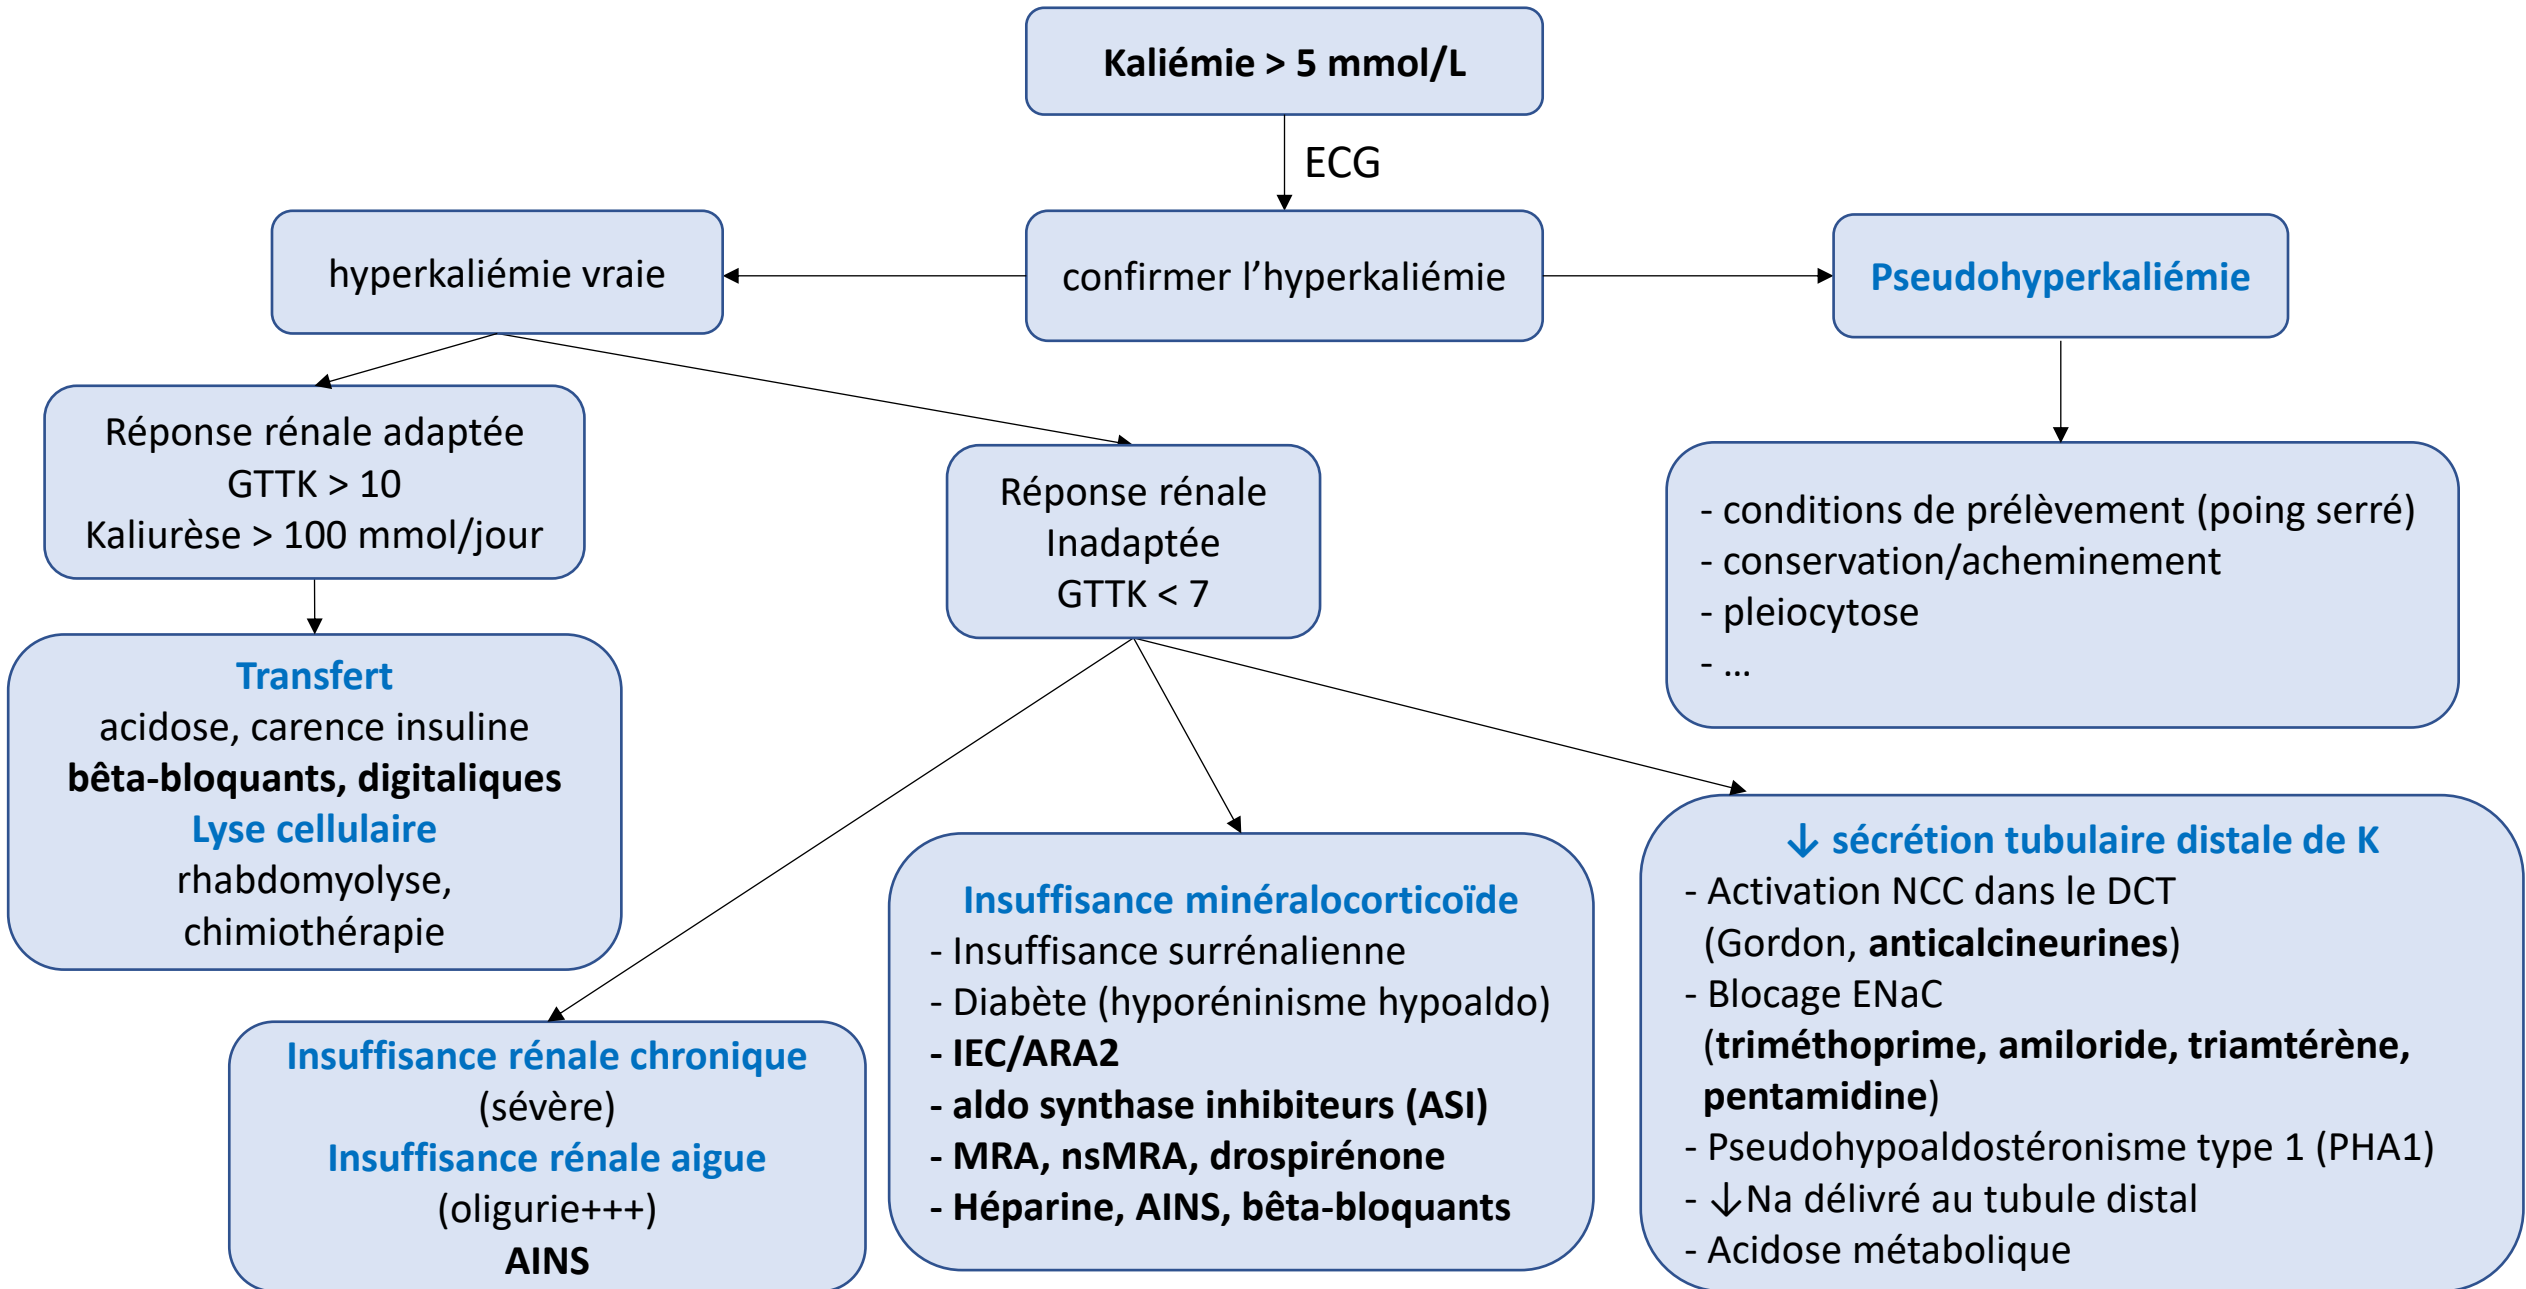 Kaliémie > 5 mmol/L
ECG
hyperkaliémie vraie
confirmer l’hyperkaliémie
Pseudohyperkaliémie
Réponse rénale adaptée
GTTK > 10
Kaliurèse > 100 mmol/jour
Réponse rénale
Inadaptée
GTTK < 7
- conditions de prélèvement (poing serré)
- conservation/acheminement
- pleiocytose
- ...
Transfert
acidose, carence insuline
bêta-bloquants, digitaliques
Lyse cellulaire
rhabdomyolyse,
chimiothérapie
Insuffisance rénale chronique
(sévère)
Insuffisance rénale aigue
(oligurie+++)
AINS
Insuffisance minéralocorticoïde
- Insuffisance surrénalienne
- Diabète (hyporéninisme hypoaldo)
- IEC/ARA2
- aldo synthase inhibiteurs (ASI)
- MRA, nsMRA, drospirénone
- Héparine, AINS, bêta-bloquants
↓ sécrétion tubulaire distale de K
- Activation NCC dans le DCT
(Gordon, anticalcineurines)
- Blocage ENaC
(triméthoprime, amiloride, triamtérène,
pentamidine)
- Pseudohypoaldostéronisme type 1 (PHA1)
- ↓Na délivré au tubule distal
- Acidose métabolique